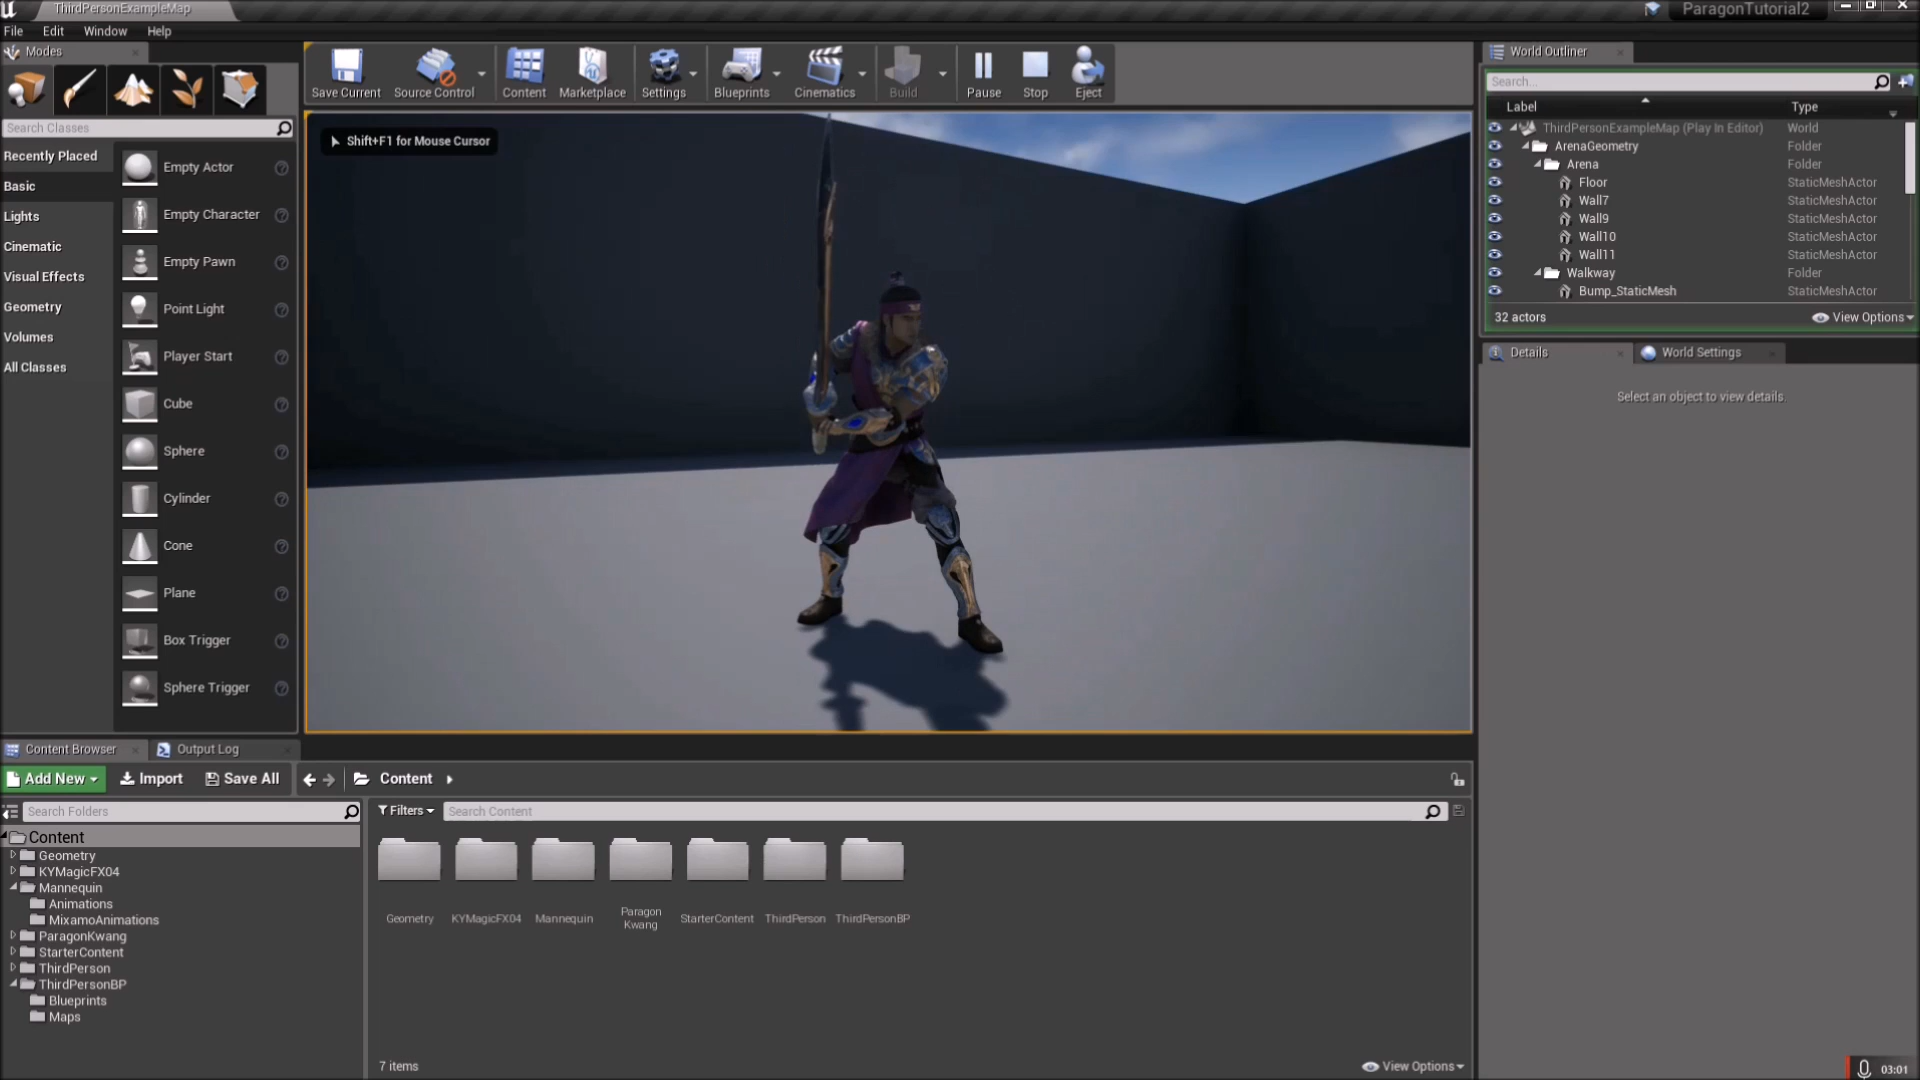 ThirdPersonExampleMap
ParagonTutorial2
File Edit Window Help
Modes
Save Current
Source Control
Content
Marketplace
Settings
Blueprints
Cinematics
Build
Pause
Stop
Eject
Search Classes
Recently Placed
Basic
Lights
Cinematic
Visual Effects
Geometry
Volumes
All Classes
Empty Actor
Empty Character
Empty Pawn
Point Light
Player Start
Cube
Sphere
Cylinder
Cone
Plane
Box Trigger
Sphere Trigger
Shift+F1 for Mouse Cursor
World Outliner
Search...
Label Type
ThirdPersonExampleMap (Play In Editor) World
ArenaGeometry Folder
Arena Folder
Floor StaticMeshActor
Wall7 StaticMeshActor
Wall9 StaticMeshActor
Wall10 StaticMeshActor
Wall11 StaticMeshActor
Walkway Folder
Bump_StaticMesh StaticMeshActor
32 actors
View Options
Details
World Settings
Select an object to view details.
Content Browser
Output Log
Add New
Import
Save All
Content
Search Folders
Filters
Search Content
Content
Geometry
KYMagicFX04
Mannequin
Animations
MixamoAnimations
ParagonKwang
StarterContent
ThirdPerson
ThirdPersonBP
Blueprints
Maps
Geometry
KYMagicFX04
Mannequin
Paragon
Kwang
StarterContent
ThirdPerson
ThirdPersonBP
7 items
View Options
03:01